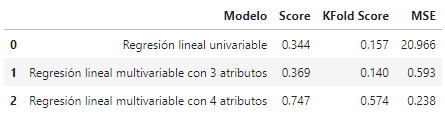 Modelo Score KFold Score MSE
0 Regresión lineal univariable 0.344 0.157 20.966
1 Regresión lineal multivariable con 3 atributos 0.369 0.140 0.593
2 Regresión lineal multivariable con 4 atributos 0.747 0.574 0.238